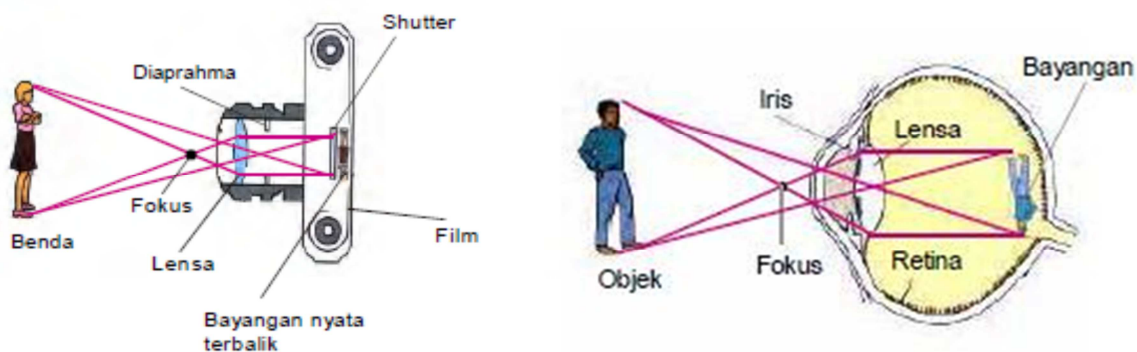 Shutter
Diaprahma
Fokus
Benda
Lensa
Film
Bayangan nyata
terbalik
Bayangan
Iris
Lensa
Objek
Fokus
Retina